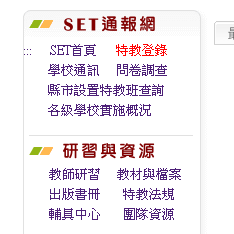 SET通報網
::: SET首頁 特教登錄
學校通訊 問卷調查
縣市設置特教班查詢
各級學校實施概況
研習與資源
教師研習 教材與檔案
出版書冊 特教法規
輔具中心 團隊資源